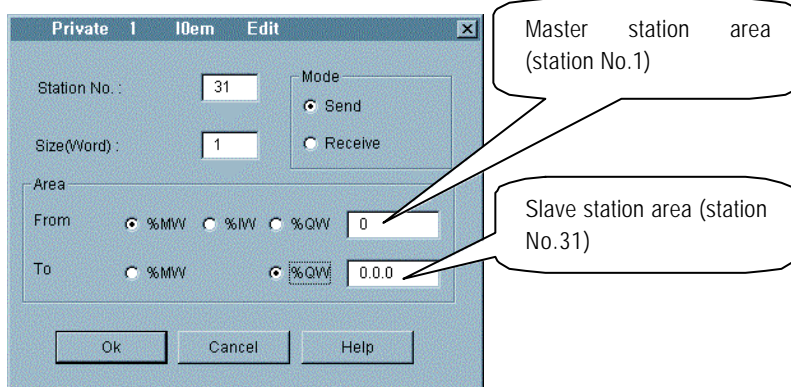 Private 1 I0em Edit
Station No. :
31
Size(Word) :
1
Mode
Send
Receive
Area
From
%MW
%IW
%QW
0
To
%MW
%QW
0.0.0
Ok
Cancel
Help
Master station area
(station No.1)
Slave station area (station
No.31)